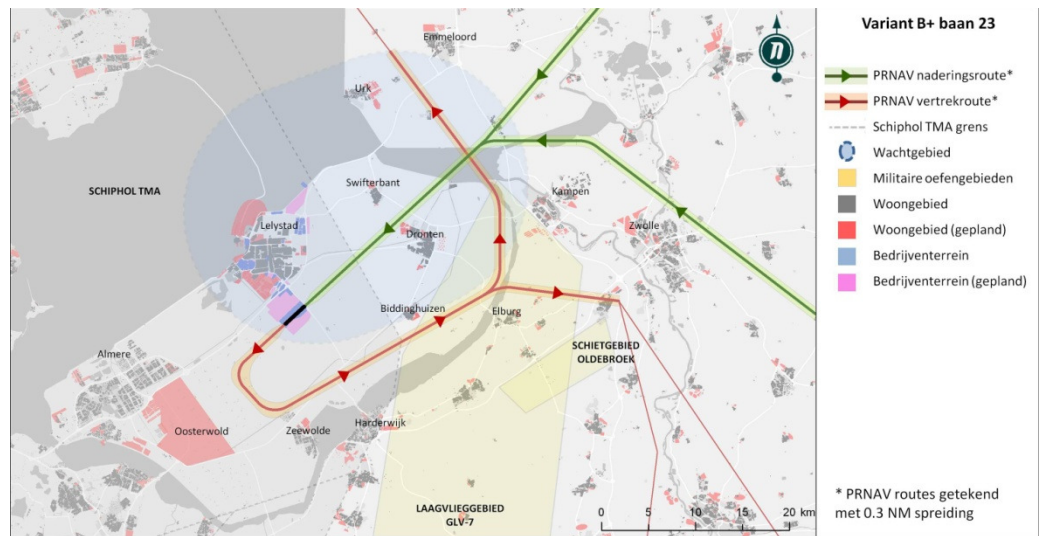 Variant B+ baan 23
PRNAV naderingsroute*
PRNAV vertrekroute*
Schiphol TMA grens
Wachtgebied
Militaire oefengebieden
Woongebied
Woongebied (gepland)
Bedrijventerrein
Bedrijventerrein (gepland)
* PRNAV routes getekend
met 0.3 NM spreiding
Emmeloord
Urk
SCHIPHOL TMA
Swifterbant
Kampen
Lelystad
Dronten
Zwolle
Biddinghuizen
Elburg
Almere
SCHIETGEBIED
OLDEBROEK
Oosterwold
Zeewolde
Harderwijk
LAAGVLIEGGEBIED
GLV-7
0 5 10 15 20 km